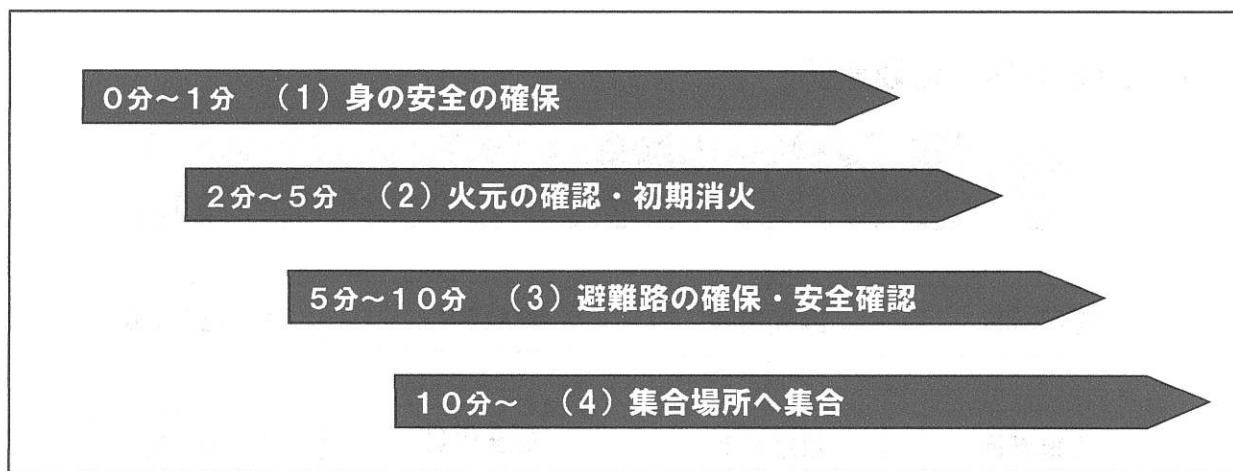 0分～1分　（1）身の安全の確保
2分～5分　（2）火元の確認・初期消火
5分～10分　（3）避難路の確保・安全確認
10分～　（4）集合場所へ集合